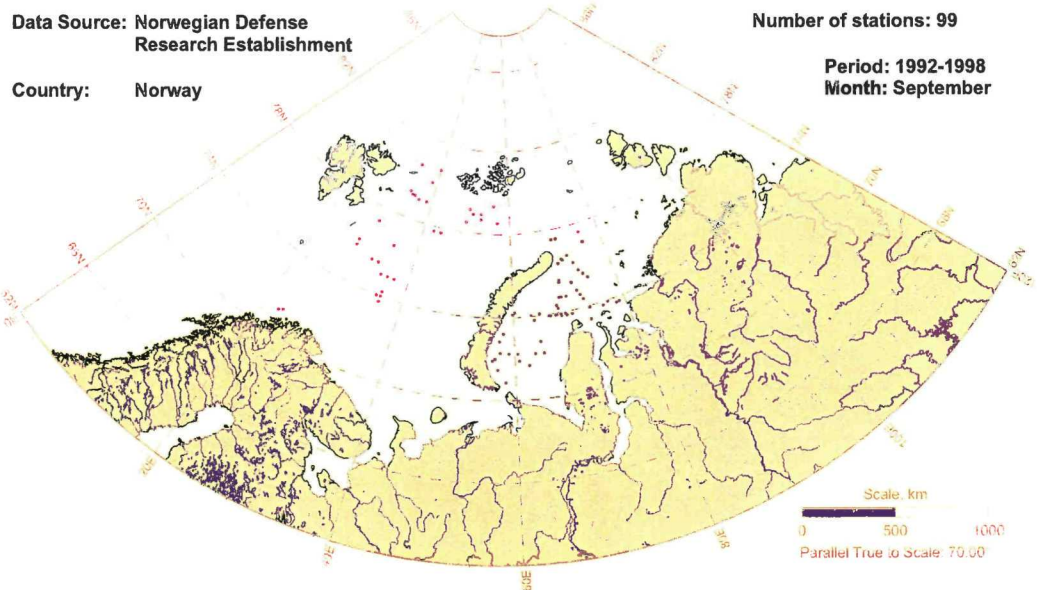 Data Source: Norwegian Defense
Research Establishment
Country: Norway
Number of stations: 99
Period: 1992-1998
Month: September
Scale, km
0 500 1000
Parallel True to Scale: 70.00